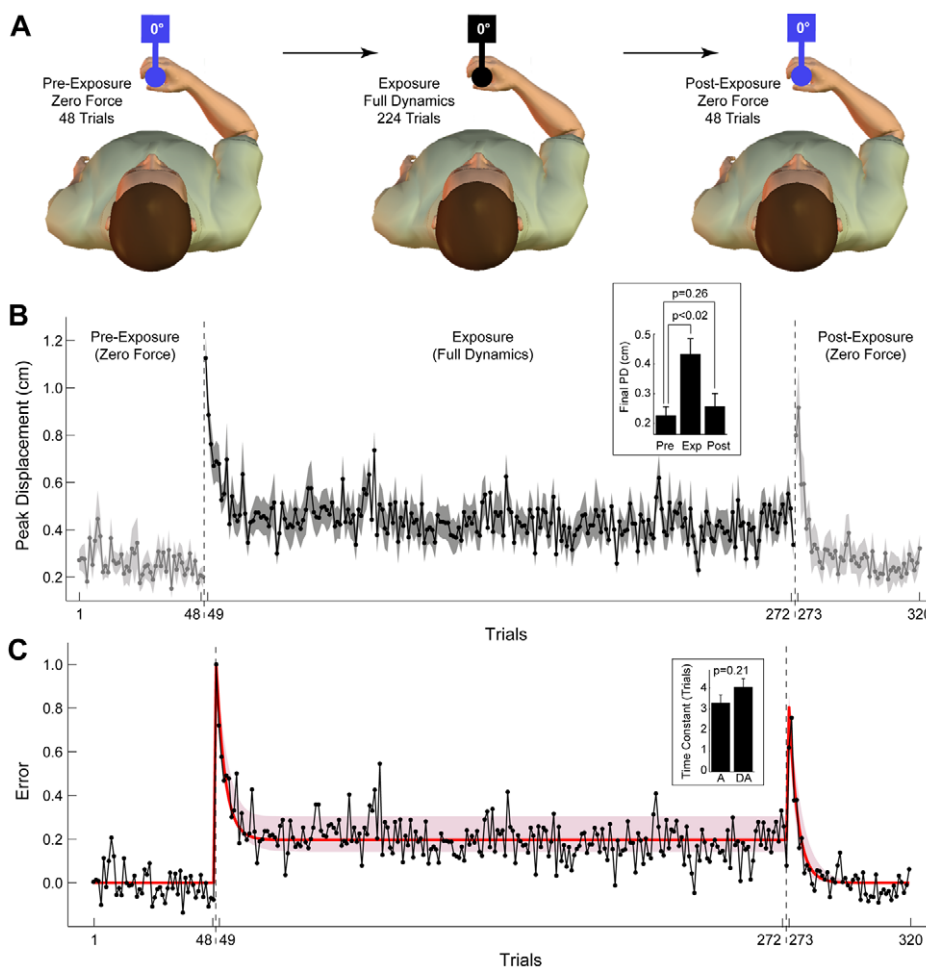 A
0°
Pre-Exposure
Zero Force
48 Trials
0°
Exposure
Full Dynamics
224 Trials
0°
Post-Exposure
Zero Force
48 Trials
B
Pre-Exposure
(Zero Force)
Exposure
(Full Dynamics)
Post-Exposure
(Zero Force)
Peak Displacement (cm)
1.2
1.0
0.8
0.6
0.4
0.2
1
48
49
272
273
320
Trials
Final PD (cm)
0.5
0.4
0.3
0.2
p=0.26
p<0.02
Pre Exp Post
C
Error
1.0
0.8
0.6
0.4
0.2
0.0
1
48
49
272
273
320
Trials
Time Constant (Trials)
p=0.21
4
3
2
1
0
A DA